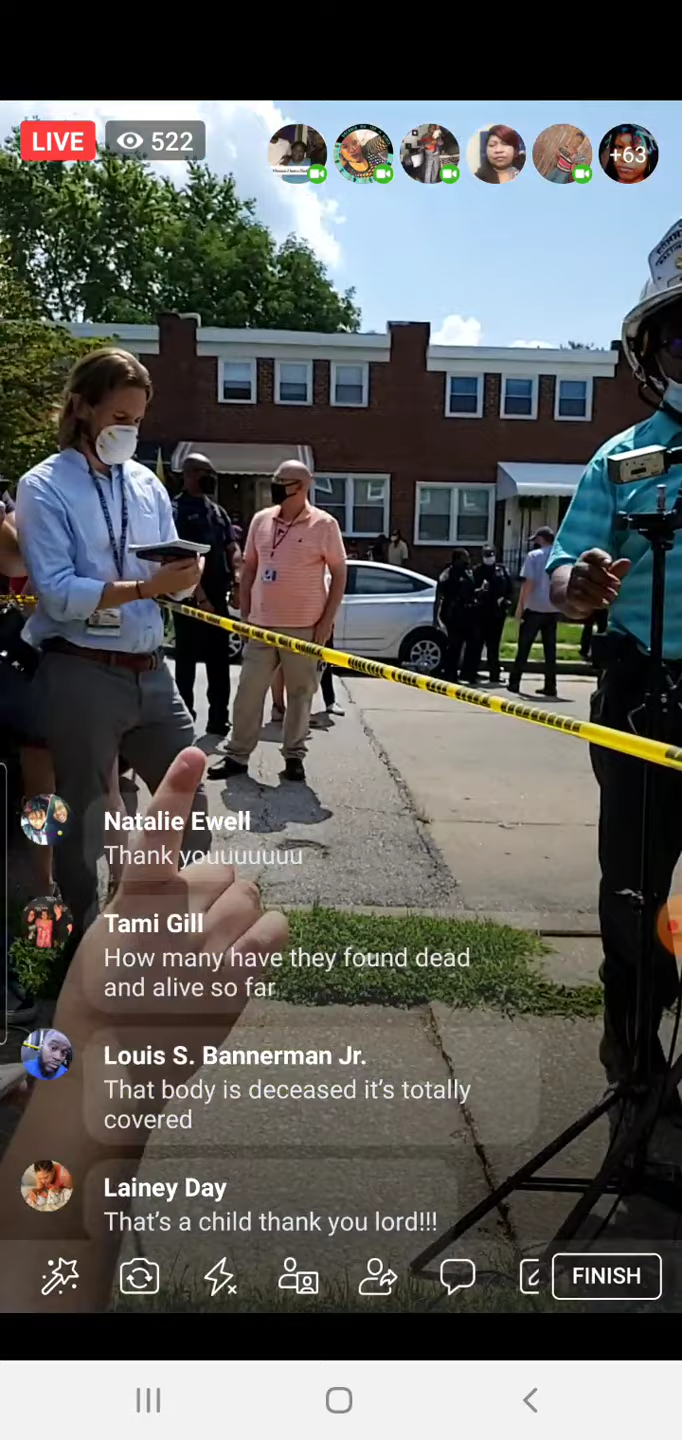 LIVE
522
+63
Natalie Ewell
Thank youuuuuuu
Tami Gill
How many have they found dead
and alive so far
Louis S. Bannerman Jr.
That body is deceased it's totally
covered
Lainey Day
That's a child thank you lord!!!
FINISH